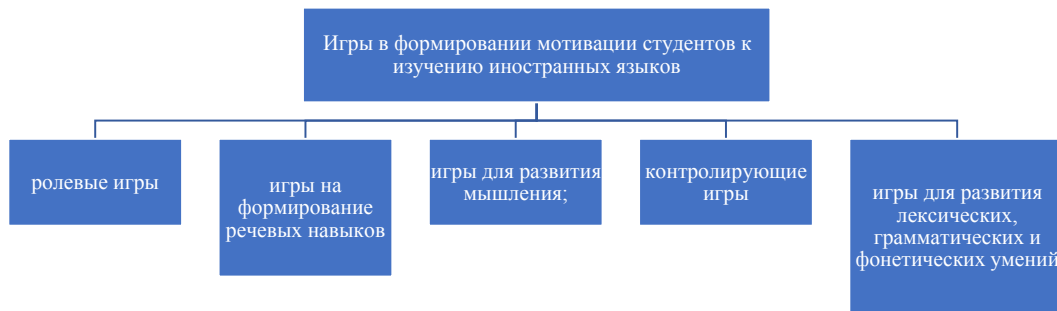 Игры в формировании мотивации студентов к
изучению иностранных языков
ролевые игры
игры на
формирование
речевых навыков
игры для развития
мышления;
контролирующие
игры
игры для развития
лексических,
грамматических и
фонетических умений